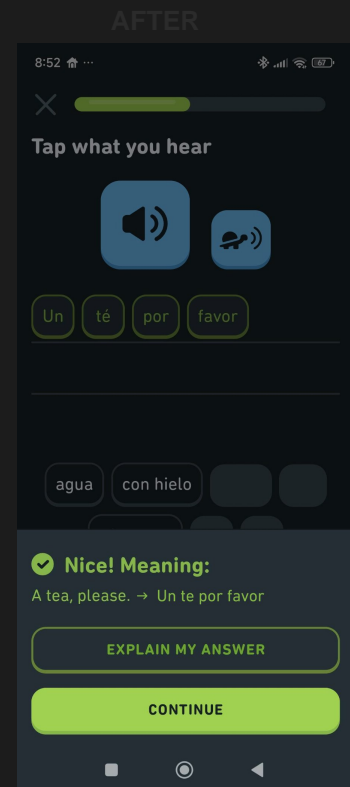 AFTER
8:52
67
Tap what you hear
Un té por favor
agua con hielo
Nice! Meaning:
A tea, please. → Un te por favor
EXPLAIN MY ANSWER
CONTINUE